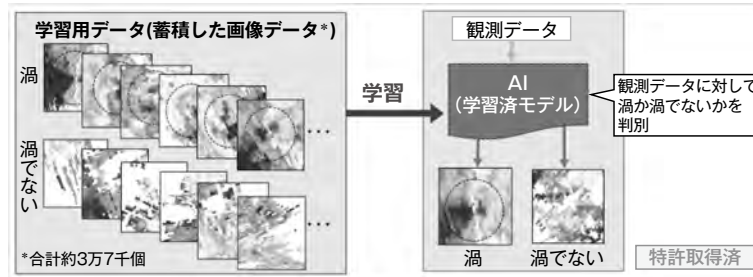 学習用データ(蓄積した画像データ*)
渦
渦でない
…
…
*合計約3万7千個
学習
観測データ
AI
(学習済モデル)
観測データに対して
渦か渦でないかを
判別
渦
渦でない
特許取得済